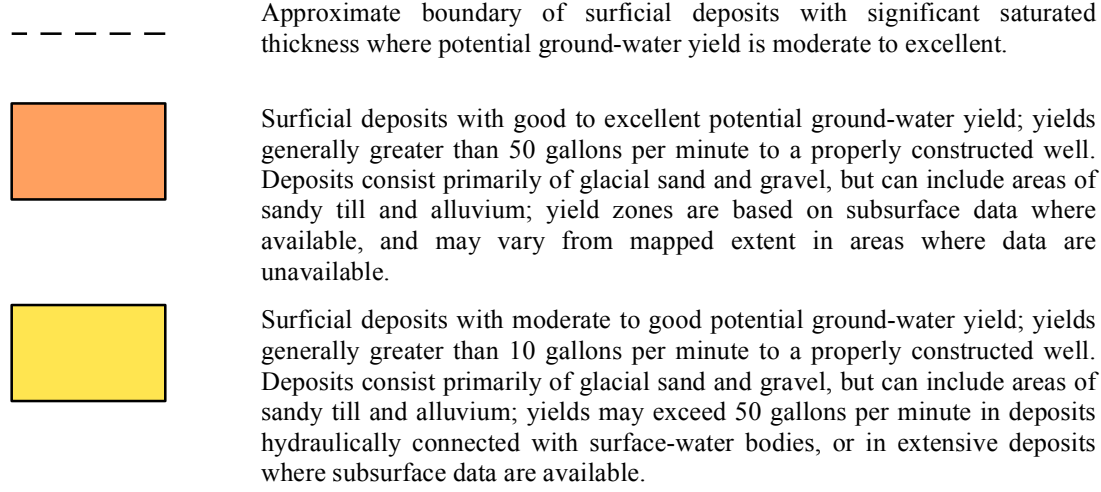 Approximate boundary of surficial deposits with significant saturated
thickness where potential ground-water yield is moderate to excellent.
Surficial deposits with good to excellent potential ground-water yield; yields
generally greater than 50 gallons per minute to a properly constructed well.
Deposits consist primarily of glacial sand and gravel, but can include areas of
sandy till and alluvium; yield zones are based on subsurface data where
available, and may vary from mapped extent in areas where data are
unavailable.
Surficial deposits with moderate to good potential ground-water yield; yields
generally greater than 10 gallons per minute to a properly constructed well.
Deposits consist primarily of glacial sand and gravel, but can include areas of
sandy till and alluvium; yields may exceed 50 gallons per minute in deposits
hydraulically connected with surface-water bodies, or in extensive deposits
where subsurface data are available.